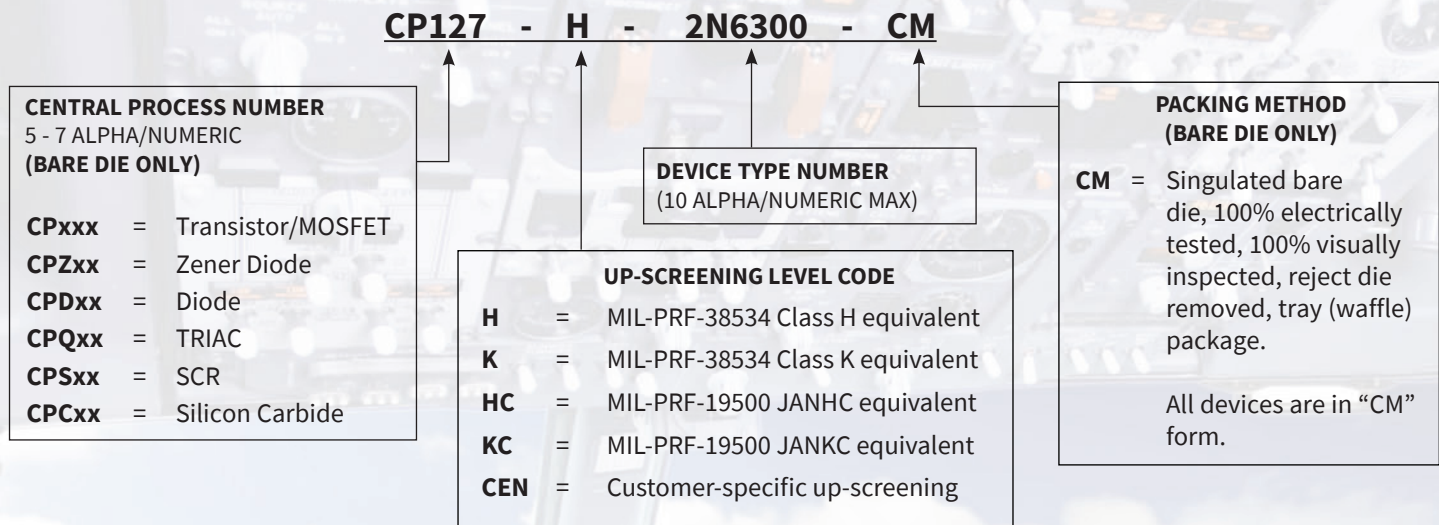 CP127 - H - 2N6300 - CM
CENTRAL PROCESS NUMBER
5 - 7 ALPHA/NUMERIC
(BARE DIE ONLY)
CPxxx = Transistor/MOSFET
CPZxx = Zener Diode
CPDxx = Diode
CPQxx = TRIAC
CPSxx = SCR
CPCxx = Silicon Carbide
UP-SCREENING LEVEL CODE
H = MIL-PRF-38534 Class H equivalent
K = MIL-PRF-38534 Class K equivalent
HC = MIL-PRF-19500 JANHC equivalent
KC = MIL-PRF-19500 JANKC equivalent
CEN = Customer-specific up-screening
DEVICE TYPE NUMBER
(10 ALPHA/NUMERIC MAX)
PACKING METHOD
(BARE DIE ONLY)
CM = Singulated bare
die, 100% electrically
tested, 100% visually
inspected, reject die
removed, tray (waffle)
package.
All devices are in “CM”
form.